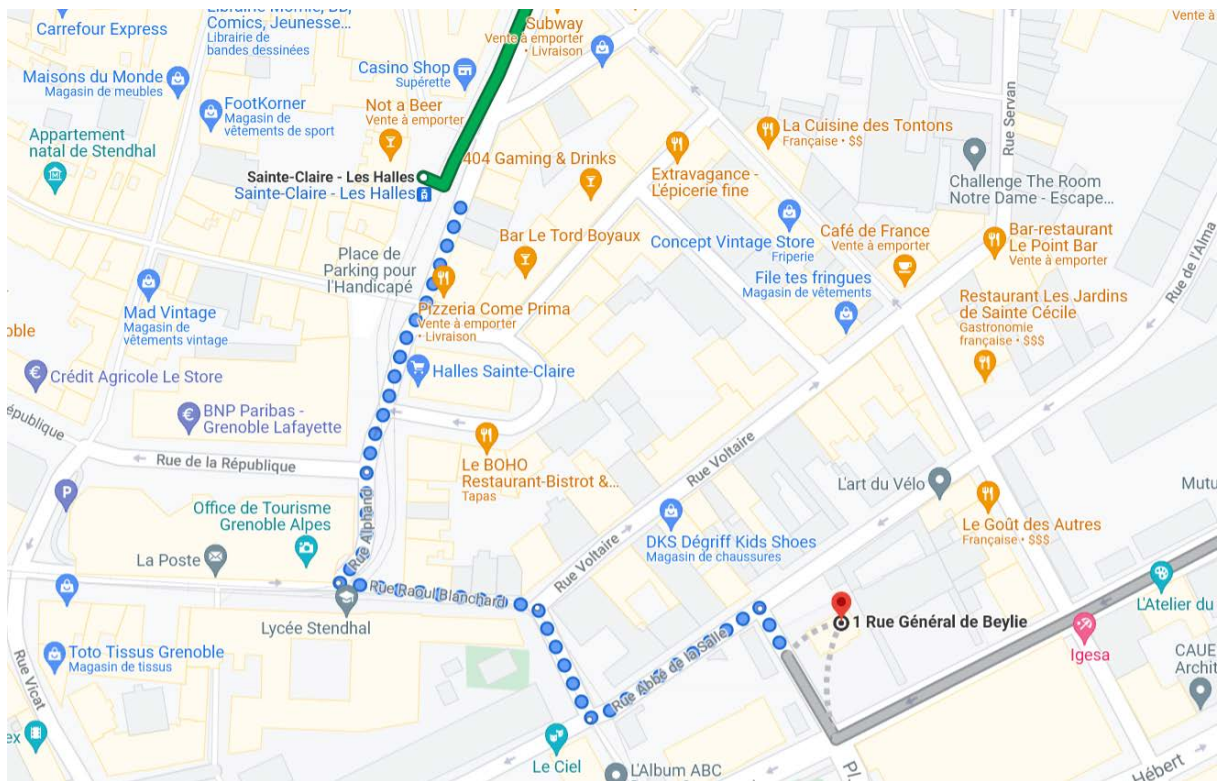 Librairie Momie, BD,
Comics, Jeunesse...
Librairie de
bandes dessinées
Carrefour Express
Subway
Vente à emporter
• Livraison
Vente à
Maisons du Monde
Magasin de meubles
Casino Shop
Supérette
FootKorner
Magasin de
vêtements de sport
Not a Beer
Vente à emporter
Appartement
natal de Stendhal
La Cuisine des Tontons
Française • $$
Rue Servan
404 Gaming & Drinks
Extravagance -
L'épicerie fine
Sainte-Claire - Les Halles
Sainte-Claire - Les Halles
Challenge The Room
Notre Dame - Escape...
Place de
Parking pour
l'Handicapé
Bar Le Tord Boyaux
Concept Vintage Store
Friperie
Café de France
Vente à emporter
Bar-restaurant
Le Point Bar
Vente à emporter
Rue de l'Alma
File tes fringues
Magasin de vêtements
Mad Vintage
Magasin de
vêtements vintage
Pizzeria Come Prima
Vente à emporter
• Livraison
Restaurant Les Jardins
de Sainte Cécile
Gastronomie
française • $$$
oble
Crédit Agricole Le Store
Halles Sainte-Claire
BNP Paribas -
Grenoble Lafayette
épublique
Rue de la République
Le BOHO
Restaurant-Bistrot &...
Tapas
Rue Voltaire
L'art du Vélo
Mutu
Office de Tourisme
Grenoble Alpes
Rue Alphand
DKS Dégriff Kids Shoes
Magasin de chaussures
Le Goût des Autres
Française • $$$
La Poste
Rue Voltaire
Rue Raoul Blanchard
Lycée Stendhal
1 Rue Général de Beylie
L'Atelier du
Igesa
Toto Tissus Grenoble
Magasin de tissus
Rue Abbé de la Salle
CAUE
Archit
Rue Vicat
ex
Le Ciel
L'Album ABC
Pl.
Hébert